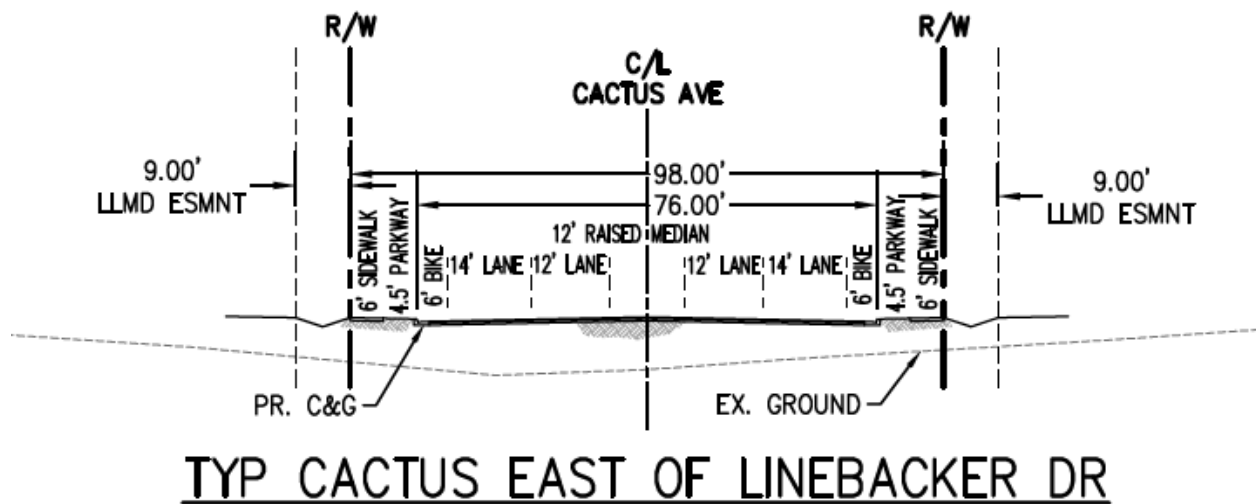 R/W
R/W
C/L
CACTUS AVE
9.00'
LLMD ESMNT
98.00'
9.00'
LLMD ESMNT
76.00'
12' RAISED MEDIAN
6' SIDEWALK
4.5' PARKWAY
6' BIKE
14' LANE
12' LANE
12' LANE
14' LANE
6' BIKE
4.5' PARKWAY
6' SIDEWALK
PR. C&G
EX. GROUND
TYP CACTUS EAST OF LINEBACKER DR